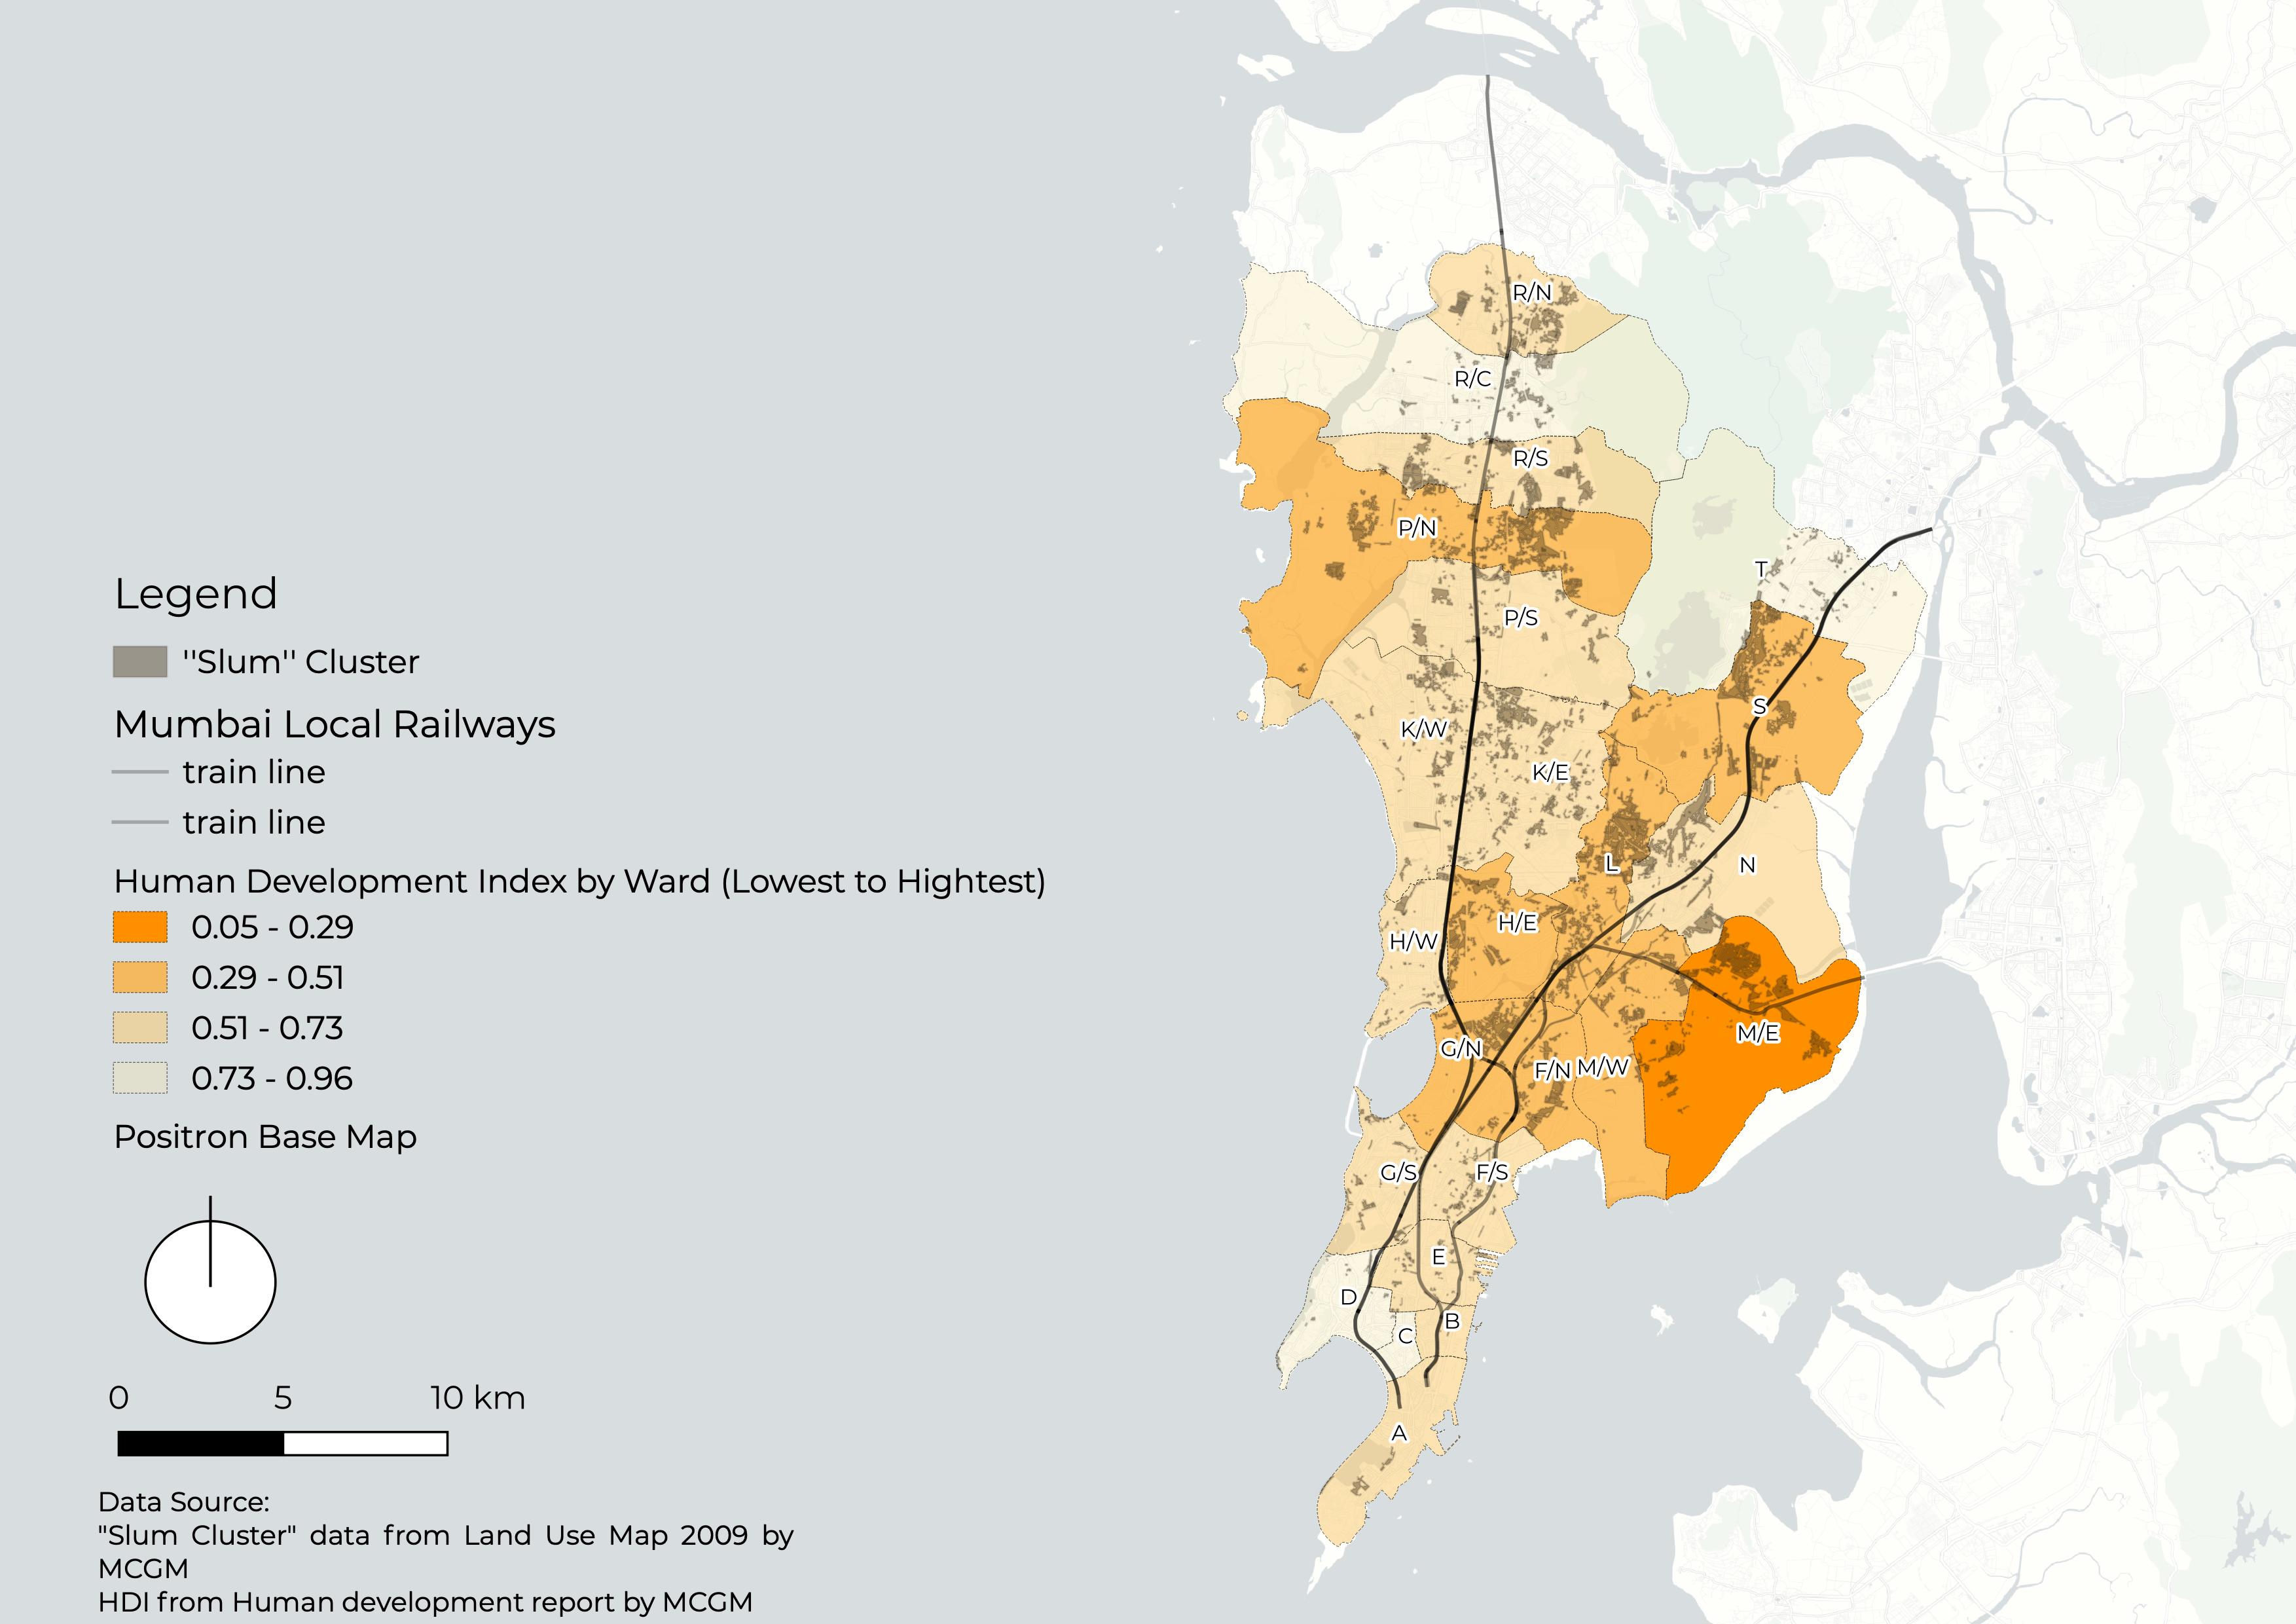 Legend
"Slum" Cluster
Mumbai Local Railways
train line
train line
Human Development Index by Ward (Lowest to Hightest)
0.05 - 0.29
0.29 - 0.51
0.51 - 0.73
0.73 - 0.96
Positron Base Map
0 5 10 km
Data Source:
"Slum Cluster" data from Land Use Map 2009 by
MCGM
HDI from Human development report by MCGM
R/N
R/C
R/S
P/N
T
P/S
S
K/W
K/E
L
N
H/E
H/W
M/E
G/N
F/N
M/W
G/S
F/S
E
D
B
C
A